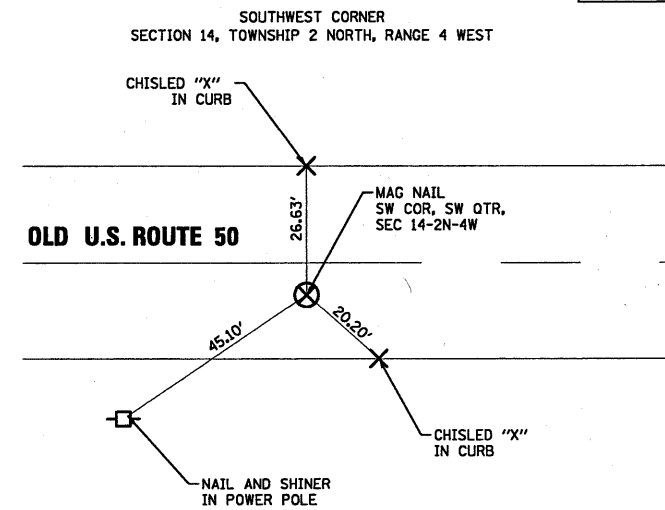 SOUTHWEST CORNER
SECTION 14, TOWNSHIP 2 NORTH, RANGE 4 WEST
CHISLED "X"
IN CURB
MAG NAIL
SW COR, SW QTR,
SEC 14-2N-4W
26.63'
OLD U.S. ROUTE 50
20.20'
45.10'
CHISLED "X"
IN CURB
NAIL AND SHINER
IN POWER POLE